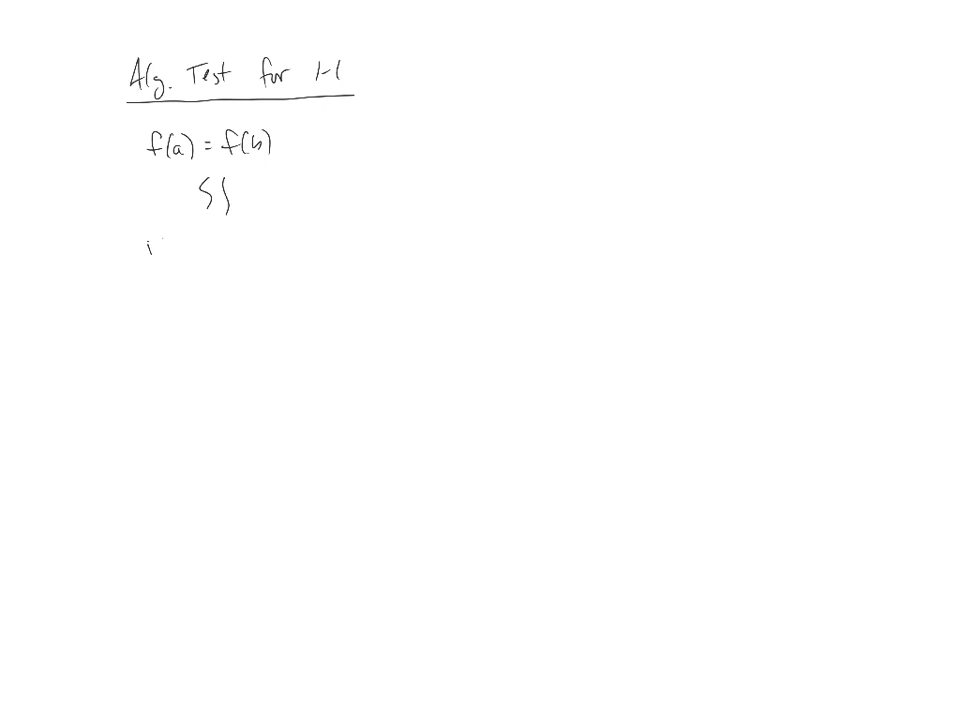 Alg. Test for 1-1
f(a) = f(b)
i